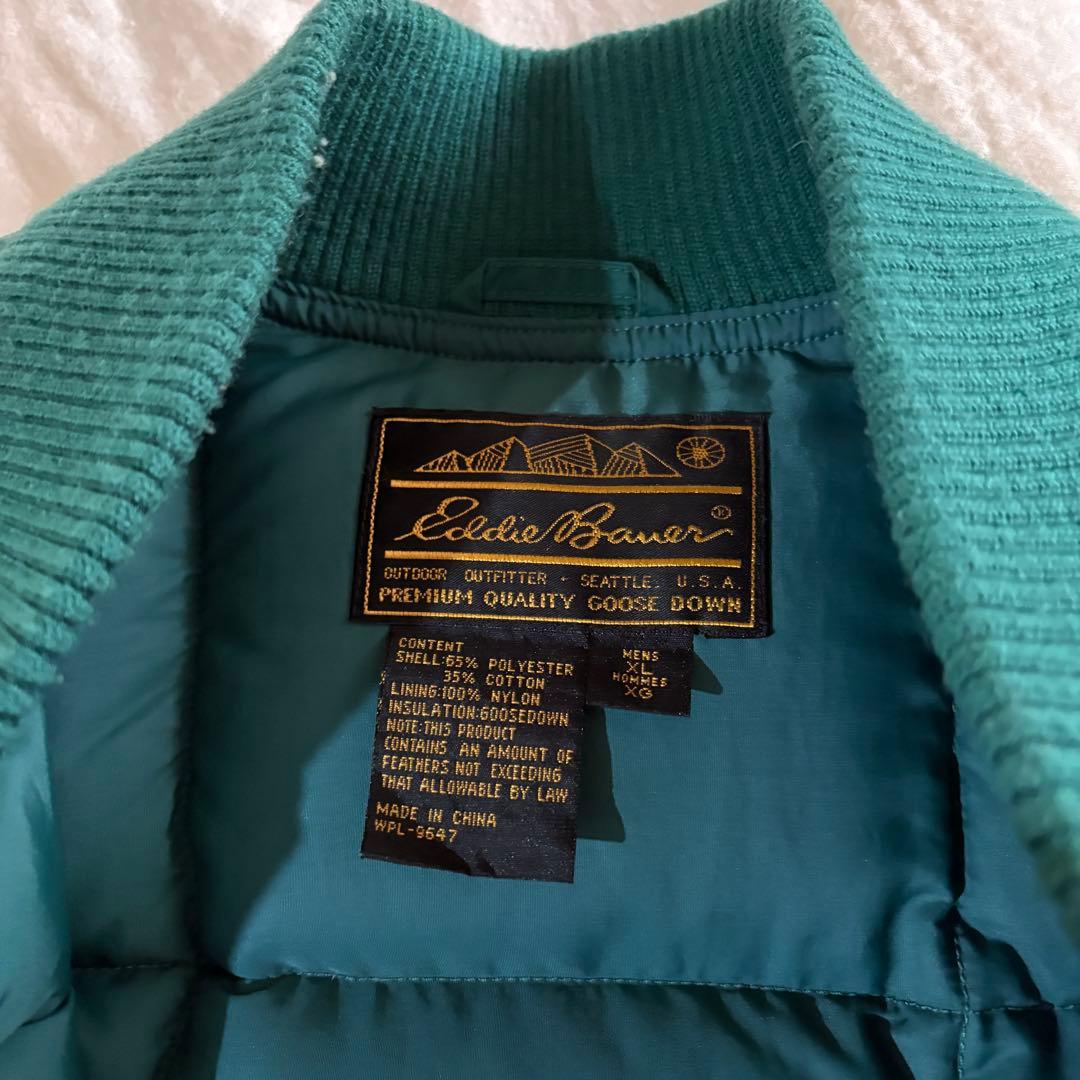 Eddie Bauer®
OUTDOOR OUTFITTER - SEATTLE, U.S.A.
PREMIUM QUALITY GOOSE DOWN
CONTENT
SHELL:65% POLYESTER
35% COTTON
LINING:100% NYLON
INSULATION:GOOSEDOWN
NOTE:THIS PRODUCT
CONTAINS AN AMOUNT OF
FEATHERS NOT EXCEEDING
THAT ALLOWABLE BY LAW
MADE IN CHINA
WPL-9647
MENS
XL
HOMMES
XG